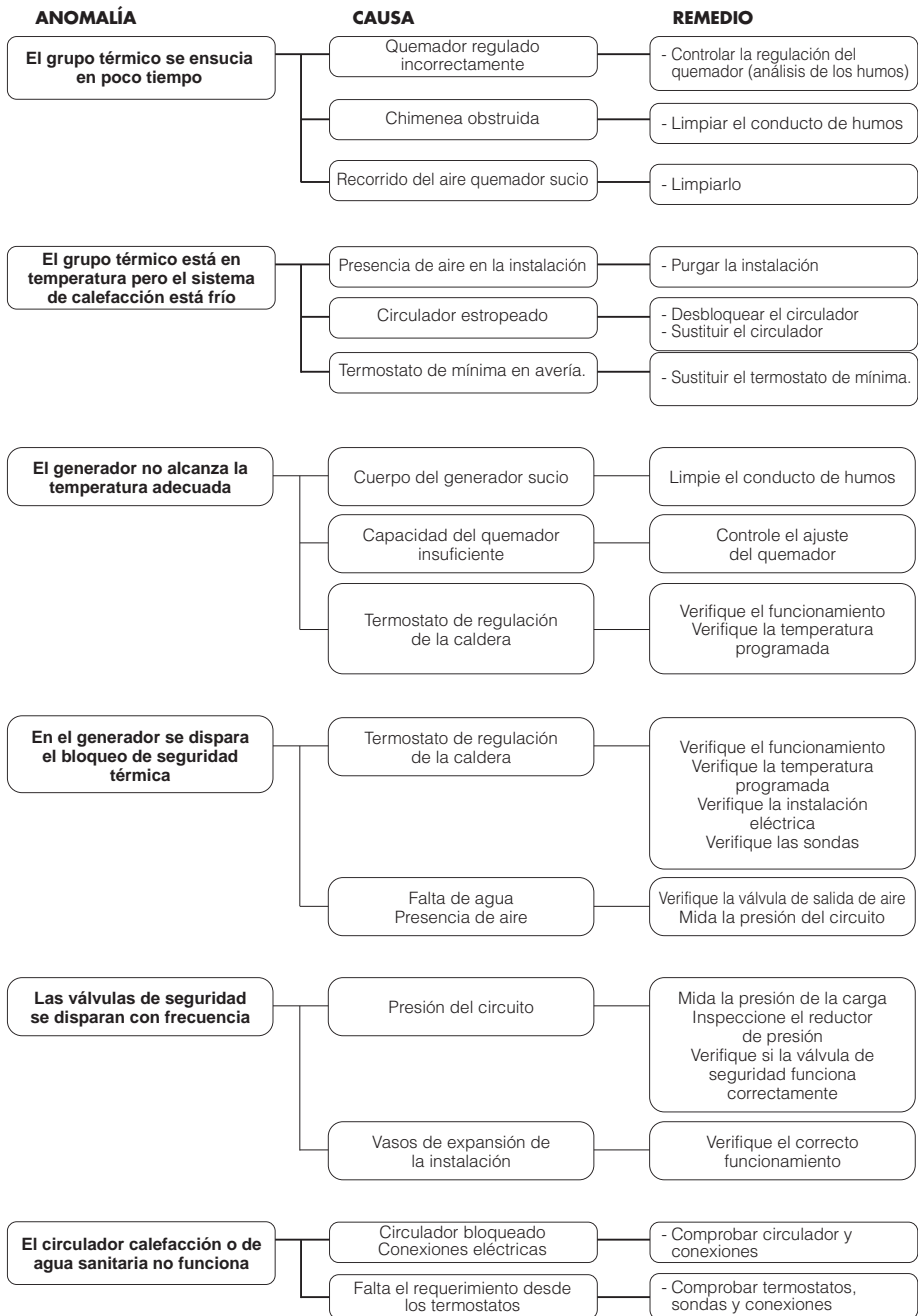 ANOMALÍA
CAUSA
REMEDIO
El grupo térmico se ensucia
en poco tiempo
Quemador regulado
incorrectamente
- Controlar la regulación del
quemador (análisis de los humos)
Chimenea obstruida
- Limpiar el conducto de humos
Recorrido del aire quemador sucio
- Limpiarlo
El grupo térmico está en
temperatura pero el sistema
de calefacción está frío
Presencia de aire en la instalación
- Purgar la instalación
Circulador estropeado
- Desbloquear el circulador
- Sustituir el circulador
Termostato de mínima en avería.
- Sustituir el termostato de mínima.
El generador no alcanza la
temperatura adecuada
Cuerpo del generador sucio
Limpie el conducto de humos
Capacidad del quemador
insuficiente
Controle el ajuste
del quemador
Termostato de regulación
de la caldera
Verifique el funcionamiento
Verifique la temperatura
programada
En el generador se dispara
el bloqueo de seguridad
térmica
Termostato de regulación
de la caldera
Verifique el funcionamiento
Verifique la temperatura
programada
Verifique la instalación
eléctrica
Verifique las sondas
Falta de agua
Presencia de aire
Verifique la válvula de salida de aire
Mida la presión del circuito
Las válvulas de seguridad
se disparan con frecuencia
Presión del circuito
Mida la presión de la carga
Inspeccione el reductor
de presión
Verifique si la válvula de
seguridad funciona
correctamente
Vasos de expansión de
la instalación
Verifique el correcto
funcionamiento
El circulador calefacción o de
agua sanitaria no funciona
Circulador bloqueado
Conexiones eléctricas
- Comprobar circulador y
conexiones
Falta el requerimiento desde
los termostatos
- Comprobar termostatos,
sondas y conexiones